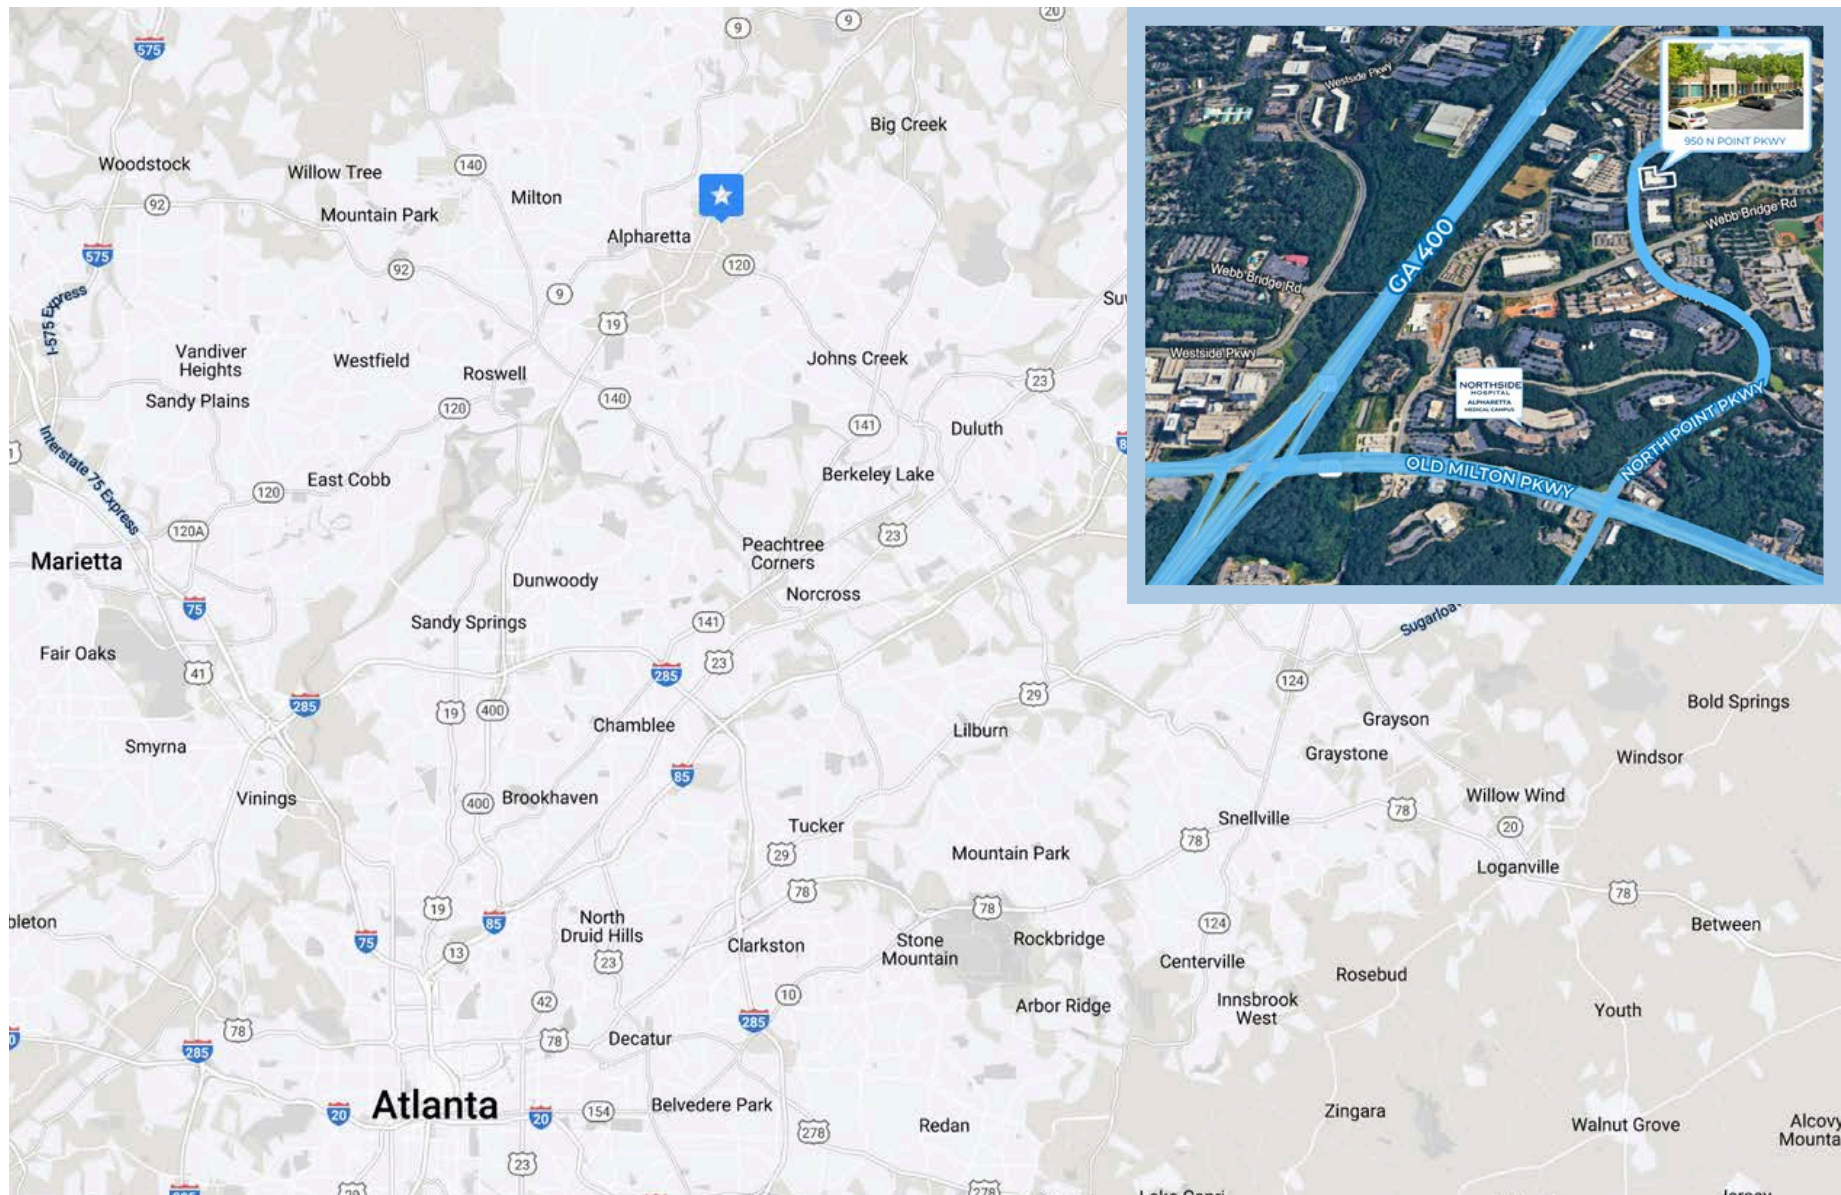 575
9
9
20
Big Creek
Woodstock
Willow Tree
140
Milton
92
Mountain Park
Alpharetta
575
92
120
9
I-575 Express
19
Vandiver
Heights
Westfield
Roswell
Johns Creek
23
Sandy Plains
120
140
141
Duluth
Interstate 75 Express
East Cobb
Berkeley Lake
120
120A
23
Marietta
Peachtree
Corners
Dunwoody
Norcross
75
Sandy Springs
141
Fair Oaks
41
23
285
285
19
400
Chamblee
29
Lilburn
124
Grayson
Bold Springs
Smyrna
Graystone
Windsor
85
Vinings
400
Brookhaven
Willow Wind
78
Tucker
Snellville
20
78
29
Mountain Park
Loganville
78
78
78
19
85
North
Druid Hills
124
Between
75
13
Clarkston
Stone
Mountain
Rockbridge
23
Centerville
Rosebud
42
10
Arbor Ridge
Innsbrook
West
Youth
285
78
78
Decatur
285
Atlanta
20
20
154
Belvedere Park
278
Redan
Zingara
Walnut Grove
Alcovy
23
Westside Pkwy
950 N POINT PKWY
Webb Bridge Rd
GA 400
Webb Bridge Rd
Westside Pkwy
NORTHSIDE
HOSPITAL
ALPHARETTA
MEDICAL CAMPUS
NORTH POINT PKWY
OLD MILTON PKWY